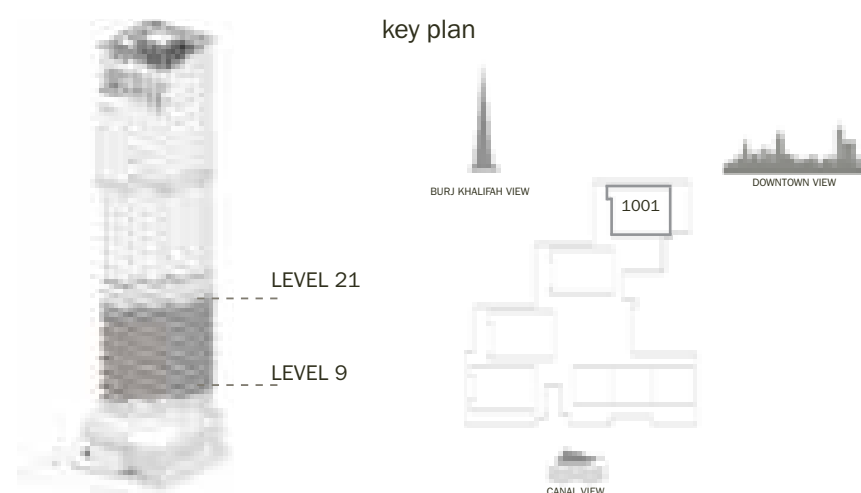 key plan
BURJ KHALIFAH VIEW
DOWNTOWN VIEW
1001
LEVEL 21
LEVEL 9
CANAL VIEW